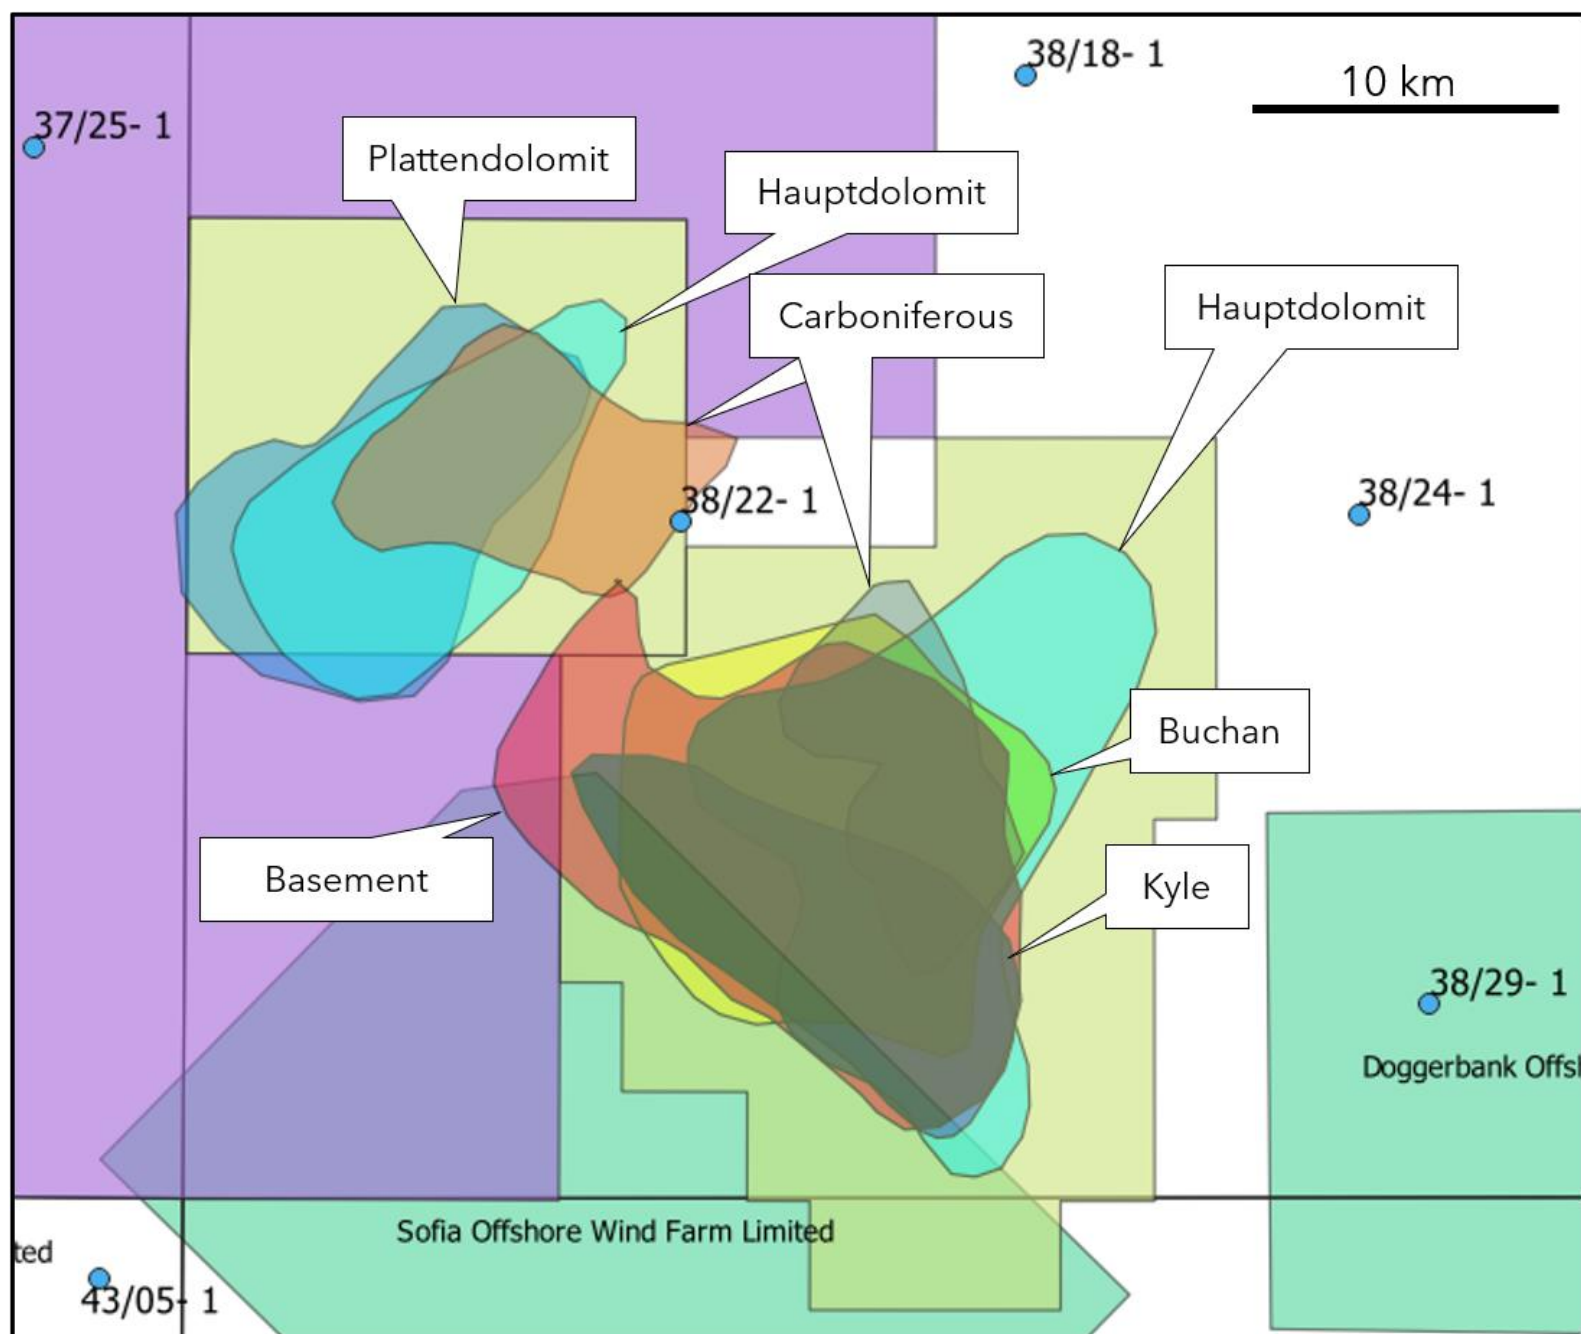 38/18- 1
10 km
37/25- 1
Plattendolomit
Hauptdolomit
Carboniferous
Hauptdolomit
38/22- 1
38/24- 1
Buchan
Basement
Kyle
38/29- 1
Doggerbank Offsl
Sofia Offshore Wind Farm Limited
ted
43/05- 1